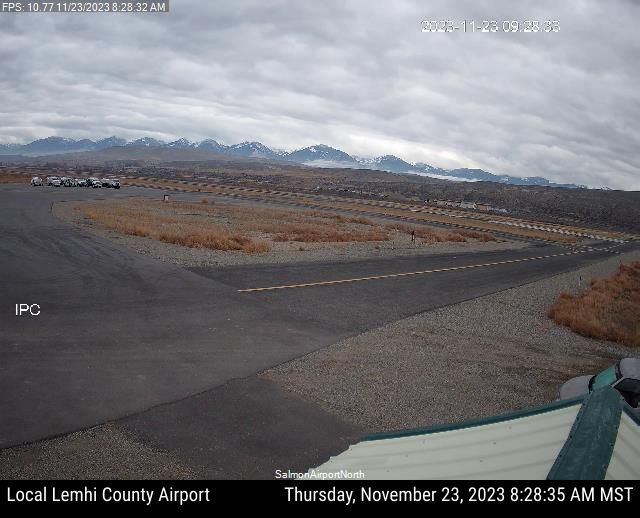 FPS: 10.77 11/23/2023 8:28:32 AM
2023-11-23 09:28:33
IPC
SalmonAirportNorth
Local Lemhi County Airport Thursday, November 23, 2023 8:28:35 AM MST